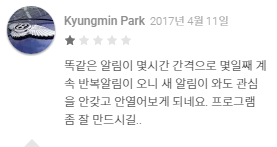 Kyungmin Park 2017년 4월 11일
똑같은 알림이 몇시간 간격으로 몇일째 계
속 반복알림이 오니 새 알림이 와도 관심
을 안갖고 안열어보게 되네요. 프로그램
좀 잘 만드시길..